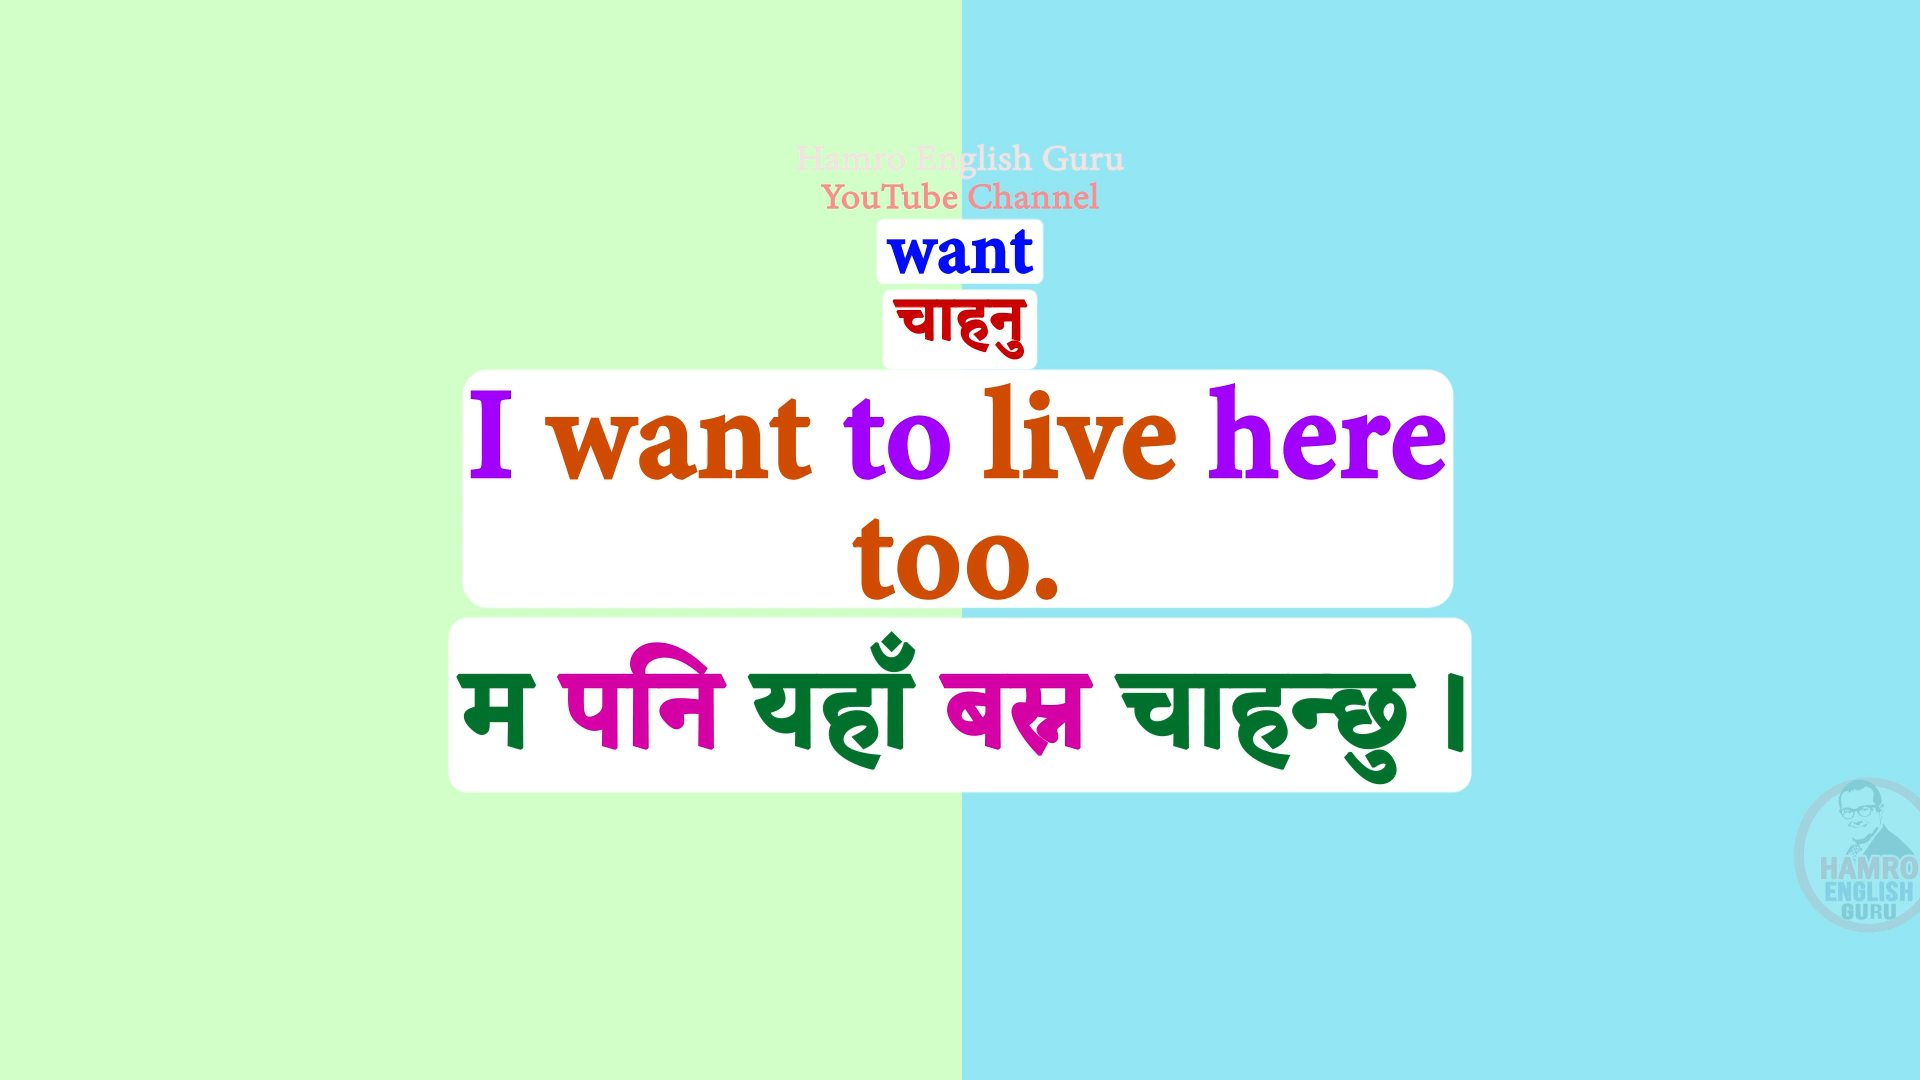 Hamro English Guru
YouTube Channel
want
चाहनु
I want to live here
too.
म पनि यहाँ बस्न चाहन्छु ।
HAMRO
ENGLISH
GURU